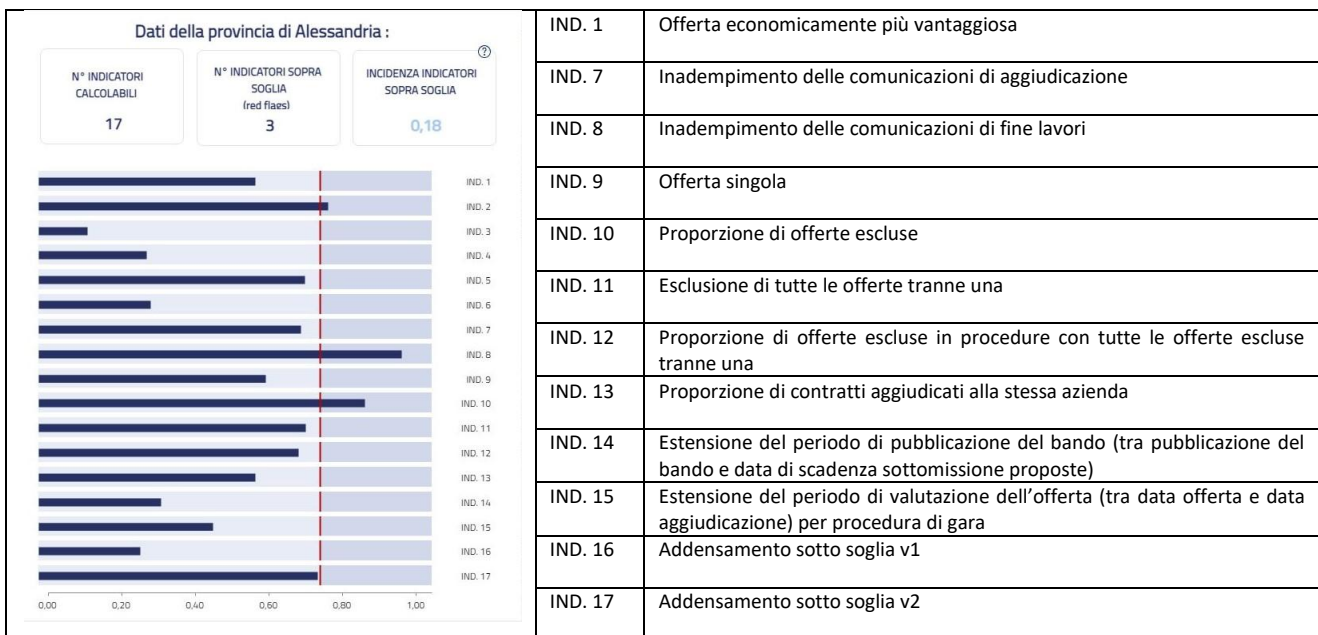 Dati della provincia di Alessandria :
?
N° INDICATORI
CALCOLABILI
17
N° INDICATORI SOPRA
SOGLIA
(red flags)
3
INCIDENZA INDICATORI
SOPRA SOGLIA
0,18
IND. 1
IND. 2
IND. 3
IND. 4
IND. 5
IND. 6
IND. 7
IND. 8
IND. 9
IND. 10
IND. 11
IND. 12
IND. 13
IND. 14
IND. 15
IND. 16
IND. 17
0,00 0,20 0,40 0,60 0,80 1,00
IND. 1 Offerta economicamente più vantaggiosa
IND. 7 Inadempimento delle comunicazioni di aggiudicazione
IND. 8 Inadempimento delle comunicazioni di fine lavori
IND. 9 Offerta singola
IND. 10 Proporzione di offerte escluse
IND. 11 Esclusione di tutte le offerte tranne una
IND. 12 Proporzione di offerte escluse in procedure con tutte le offerte escluse
tranne una
IND. 13 Proporzione di contratti aggiudicati alla stessa azienda
IND. 14 Estensione del periodo di pubblicazione del bando (tra pubblicazione del
bando e data di scadenza sottomissione proposte)
IND. 15 Estensione del periodo di valutazione dell’offerta (tra data offerta e data
aggiudicazione) per procedura di gara
IND. 16 Addensamento sotto soglia v1
IND. 17 Addensamento sotto soglia v2